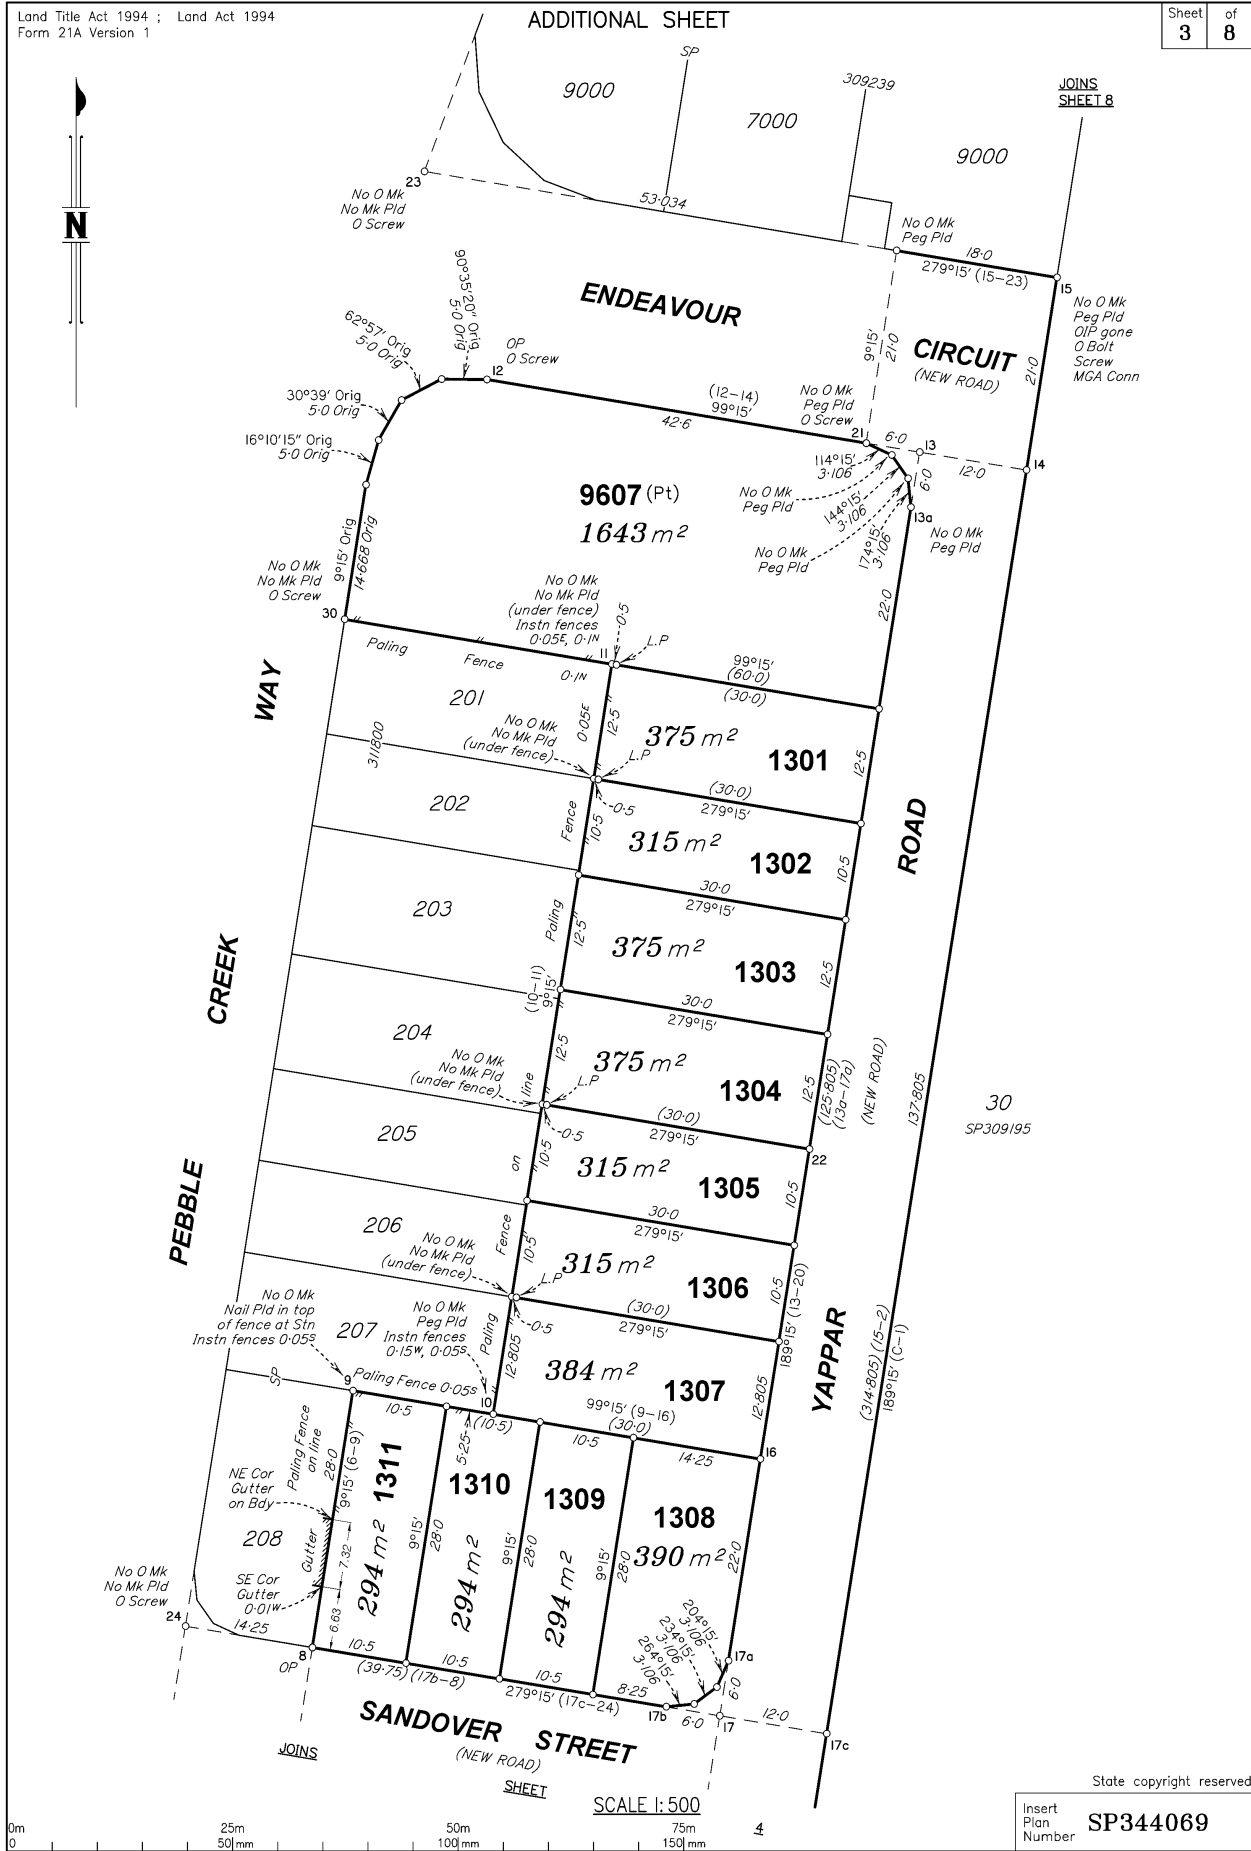 Land Title Act 1994 ; Land Act 1994
Form 21A Version 1
ADDITIONAL SHEET
Sheet of
3 8
SP
309239
JOINS
SHEET 8
9000
7000
9000
N
23
No O Mk
No Mk Pld
O Screw
53·034
No O Mk
Peg Pld
18·0
279°15' (15-23)
15
No O Mk
Peg Pld
OIP gone
O Bolt
Screw
MGA Conn
ENDEAVOUR
CIRCUIT
(NEW ROAD)
9°15'
21·0
21·0
90°35'20" Orig
5·0 Orig
62°57' Orig
5·0 Orig
30°39' Orig
5·0 Orig
16°10'15" Orig
5·0 Orig
OP
O Screw
12
(12-14)
99°15'
42·6
No O Mk
Peg Pld
O Screw
21
6·0
13
12·0
14
6·0
114°15'
3·106
No O Mk
Peg Pld
144°15'
3·106
No O Mk
Peg Pld
174°15'
3·106
13a
No O Mk
Peg Pld
9607 (Pt)
1643 m²
9°15' Orig
14·668 Orig
No O Mk
No Mk Pld
O Screw
30
22·0
No O Mk
No Mk Pld
(under fence)
Instn fences
0·05E, 0·1N
0·5
11
L.P
99°15'
(60·0)
(30·0)
Paling
Fence
0·1N
WAY
201
311800
0·05E
12·5
No O Mk
No Mk Pld
(under fence)
L.P
375 m²
1301
12·5
(30·0)
279°15'
0·5
202
Fence
10·5
315 m²
1302
10·5
ROAD
30·0
279°15'
203
Paling
12·5
375 m²
1303
12·5
CREEK
(10-11)
9°15'
30·0
279°15'
204
12·5
No O Mk
No Mk Pld
(under fence)
line
L.P
375 m²
1304
12·5
(125·805)
(13a-17a)
(NEW ROAD)
137·805
30
SP309195
(30·0)
279°15'
0·5
22
205
on
10·5
315 m²
1305
10·5
PEBBLE
30·0
279°15'
206
Fence
10·5
No O Mk
No Mk Pld
(under fence)
L.P
315 m²
1306
10·5
189°15' (13-20)
(30·0)
279°15'
0·5
No O Mk
Nail Pld in top
of fence at Stn
Instn fences 0·05S
No O Mk
Peg Pld
Instn fences
0·15W, 0·05S
207
Paling
12·805
384 m²
1307
12·805
YAPPAR
(314·805) (15-2)
189°15' (C-1)
SP
9
Paling Fence 0·05S
10
99°15' (9-16)
(30·0)
10·5
(10·5)
10·5
14·25
16
5·25
Paling Fence
on line
28·0
9°15' (6-9)
1311
1310
1309
1308
390 m²
NE Cor
Gutter
on Bdy
208
Gutter
7·32
294 m²
9°15'
28·0
294 m²
9°15'
28·0
294 m²
9°15'
28·0
22·0
SE Cor
Gutter
0·01W
6·63
No O Mk
No Mk Pld
O Screw
24
14·25
8
OP
204°15'
3·106
234°15'
3·106
264°15'
3·106
17a
6·0
10·5
10·5
10·5
8·25
(39·75) (17b-8)
279°15' (17c-24)
17b
6·0
17
12·0
17c
SANDOVER STREET
(NEW ROAD)
JOINS
SHEET
4
SCALE 1:500
State copyright reserved
Insert
Plan
Number
SP344069
0m 25m 50m 75m
0 50mm 100mm 150mm